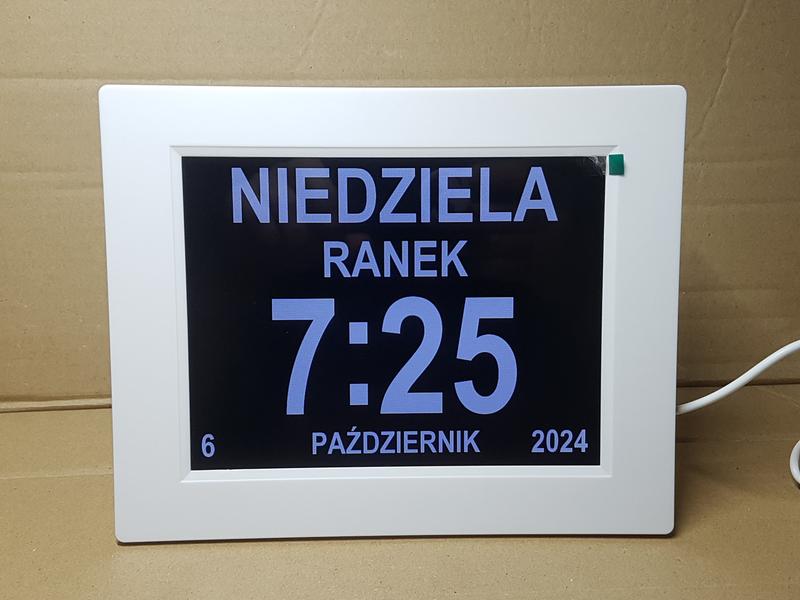 NIEDZIELA
RANEK
7:25
6 PAŹDZIERNIK 2024